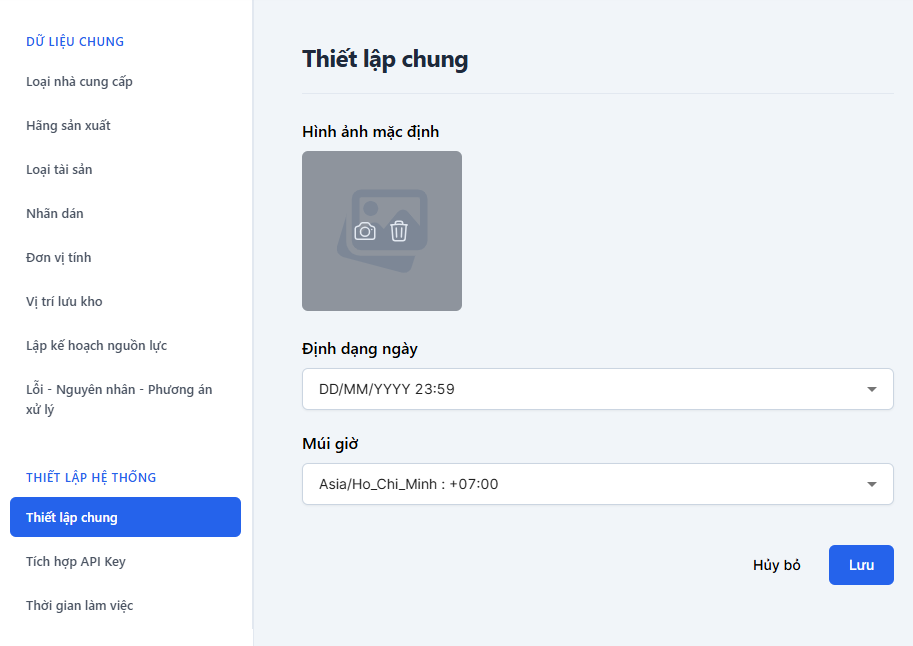 DỮ LIỆU CHUNG
Loại nhà cung cấp
Hãng sản xuất
Loại tài sản
Nhãn dán
Đơn vị tính
Vị trí lưu kho
Lập kế hoạch nguồn lực
Lỗi - Nguyên nhân - Phương án
xử lý
THIẾT LẬP HỆ THỐNG
Thiết lập chung
Tích hợp API Key
Thời gian làm việc
Thiết lập chung
Hình ảnh mặc định
Định dạng ngày
DD/MM/YYYY 23:59
Múi giờ
Asia/Ho_Chi_Minh : +07:00
Hủy bỏ
Lưu